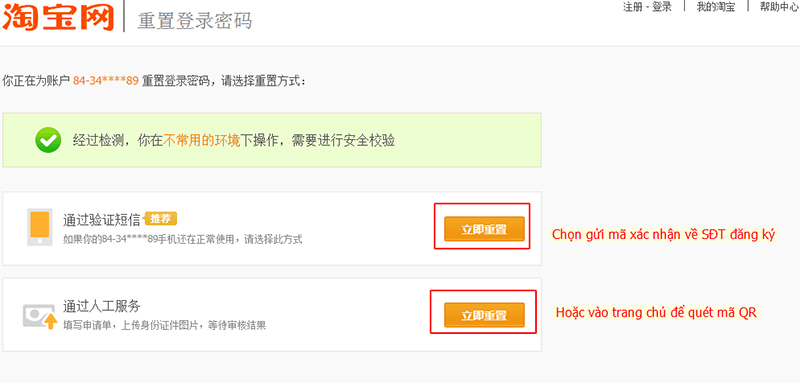 淘宝网 重置登录密码
注册 - 登录 | 我的淘宝 | 帮助中心
你正在为账户 84-34****89 重置登录密码，请选择重置方式：
经过检测，你在不常用的环境下操作，需要进行安全校验
通过验证短信 推荐
如果你的84-34****89手机还在正常使用，请选择此方式
立即重置
Chọn gửi mã xác nhận về SĐT đăng ký
通过人工服务
填写申请单，上传身份证件图片，等待审核结果
立即重置
Hoặc vào trang chủ để quét mã QR